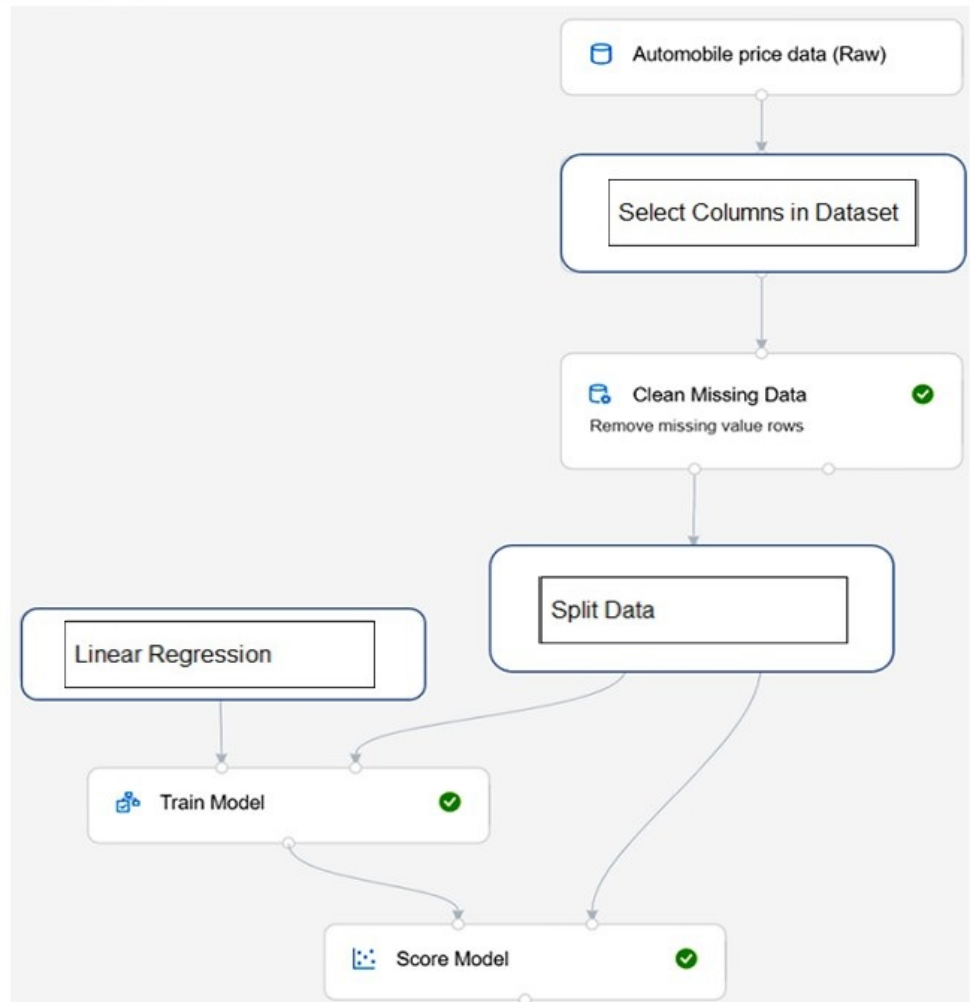 Automobile price data (Raw)
Select Columns in Dataset
Clean Missing Data
Remove missing value rows
Split Data
Linear Regression
Train Model
Score Model